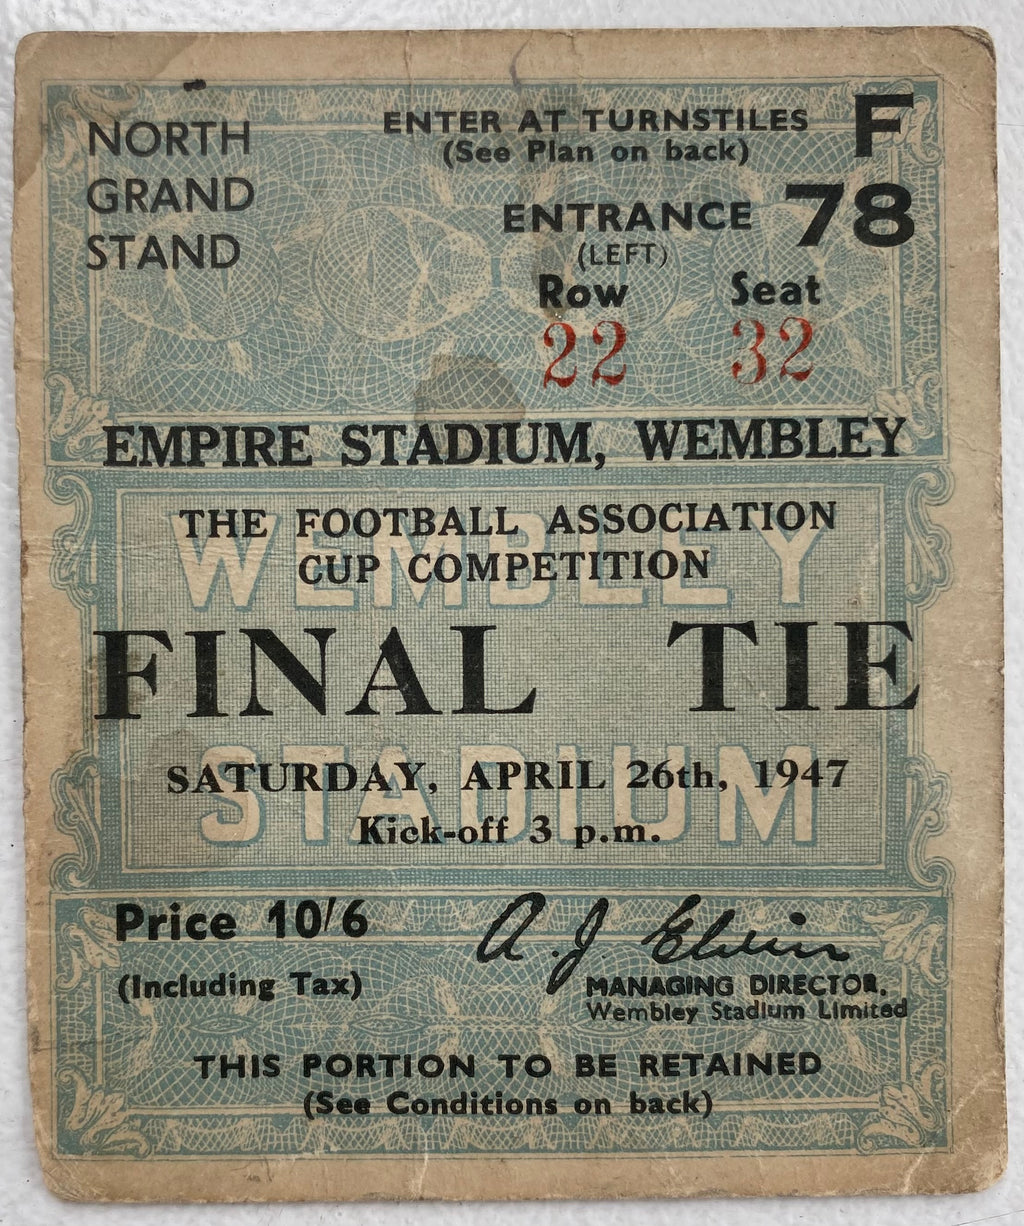 NORTH
GRAND
STAND
ENTER AT TURNSTILES F
(See Plan on back)
ENTRANCE 78
(LEFT)
Row Seat
22 32
EMPIRE STADIUM, WEMBLEY
THE FOOTBALL ASSOCIATION
CUP COMPETITION
WEMBLEY
FINAL TIE
STADIUM
SATURDAY, APRIL 26th, 1947
Kick-off 3 p.m.
Price 10/6
(Including Tax)
A. J. Elvin
MANAGING DIRECTOR.
Wembley Stadium Limited
THIS PORTION TO BE RETAINED
(See Conditions on back)